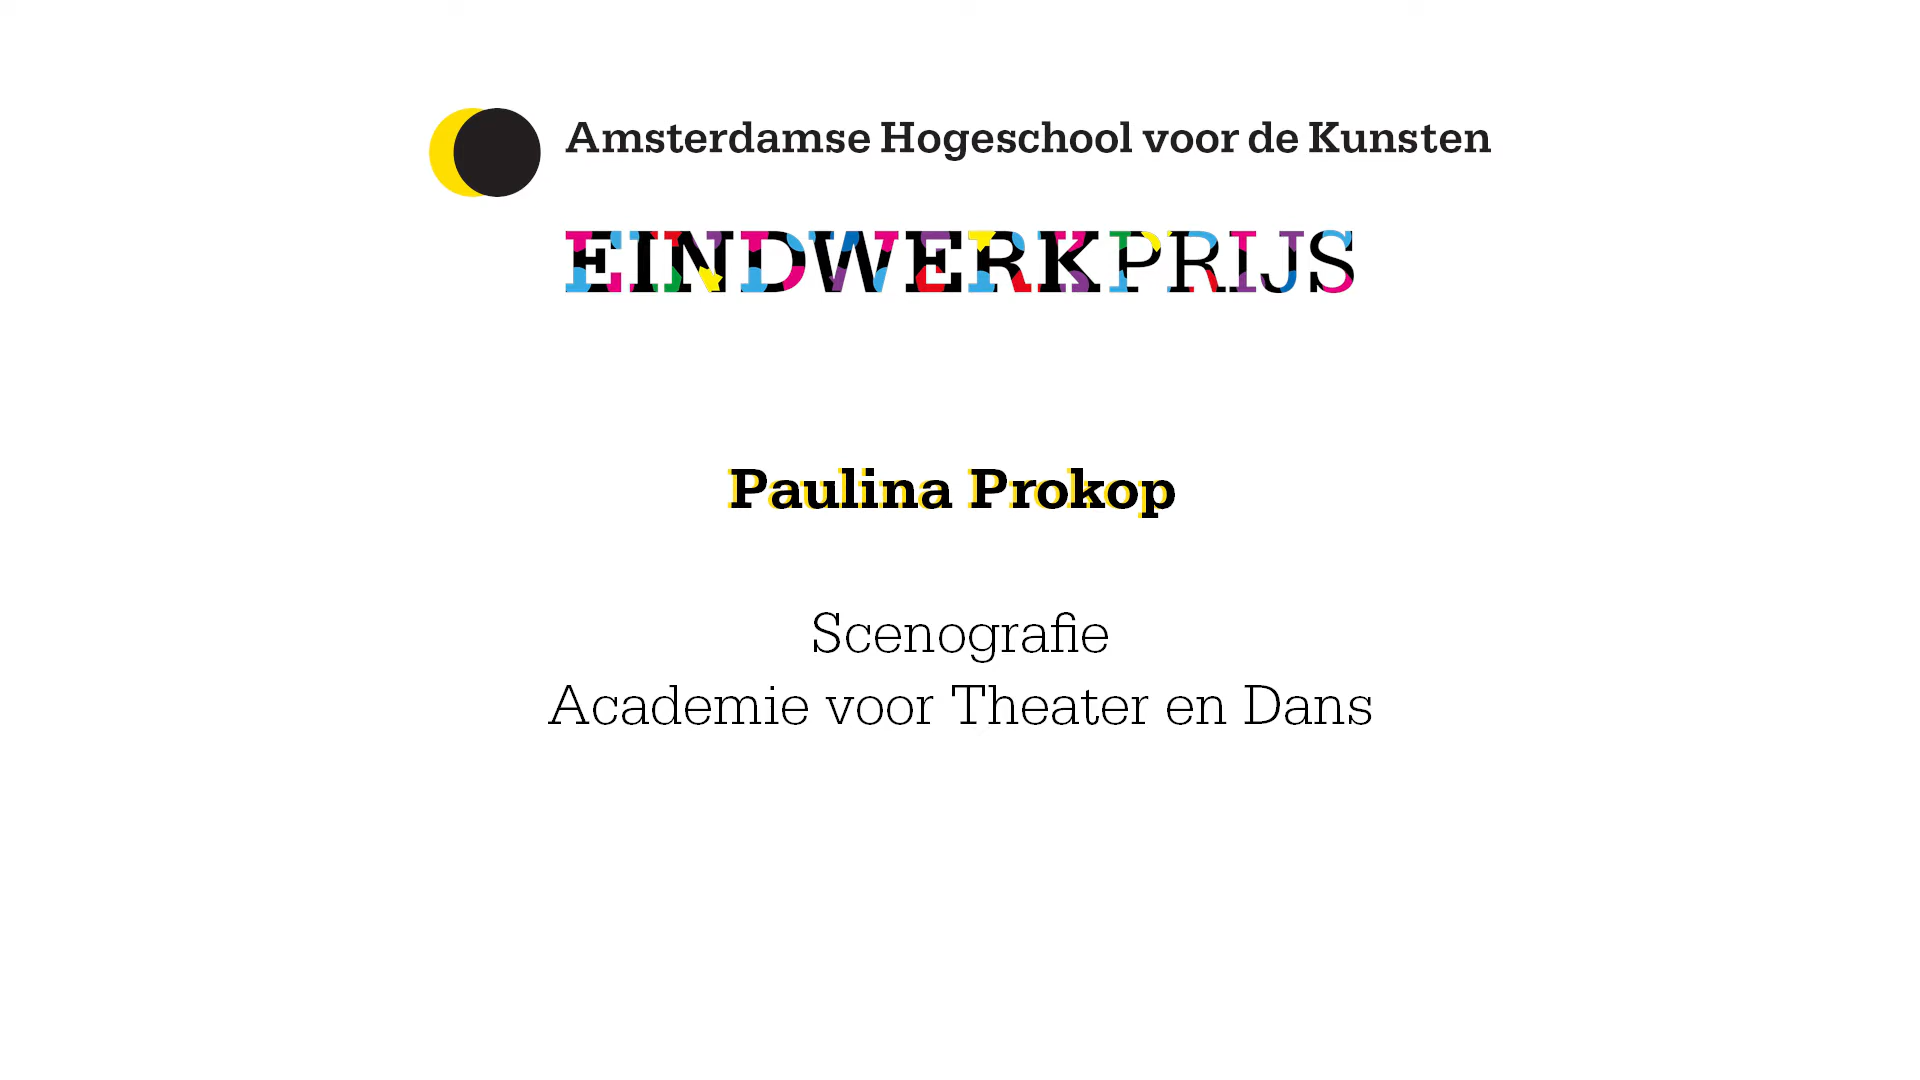 Amsterdamse Hogeschool voor de Kunsten
EINDWERKPRIJS
Paulina Prokop
Scenografie
Academie voor Theater en Dans